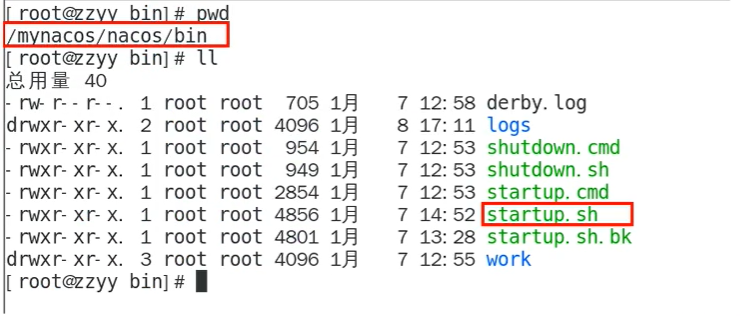 [root@zzyy bin]# pwd
/mynacos/nacos/bin
[root@zzyy bin]# ll
总用量 40
-rw-r--r--. 1 root root 705 1月 7 12:58 derby.log
drwxr-xr-x. 2 root root 4096 1月 8 17:11 logs
-rwxr-xr-x. 1 root root 954 1月 7 12:53 shutdown.cmd
-rwxr-xr-x. 1 root root 949 1月 7 12:53 shutdown.sh
-rwxr-xr-x. 1 root root 2854 1月 7 12:53 startup.cmd
-rwxr-xr-x. 1 root root 4856 1月 7 14:52 startup.sh
-rwxr-xr-x. 1 root root 4801 1月 7 13:28 startup.sh.bk
drwxr-xr-x. 3 root root 4096 1月 7 12:55 work
[root@zzyy bin]#